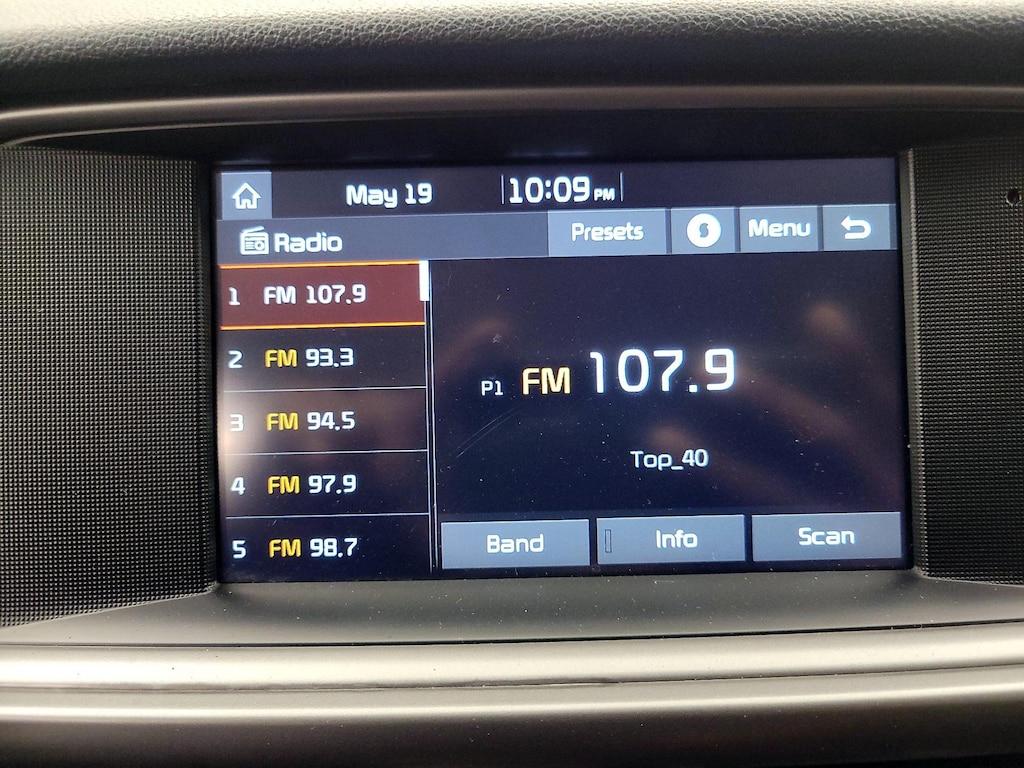 May 19 10:09 PM
Radio Presets Menu
1 FM 107.9
2 FM 93.3
3 FM 94.5
4 FM 97.9
5 FM 98.7
P1 FM 107.9
Top_40
Band Info Scan